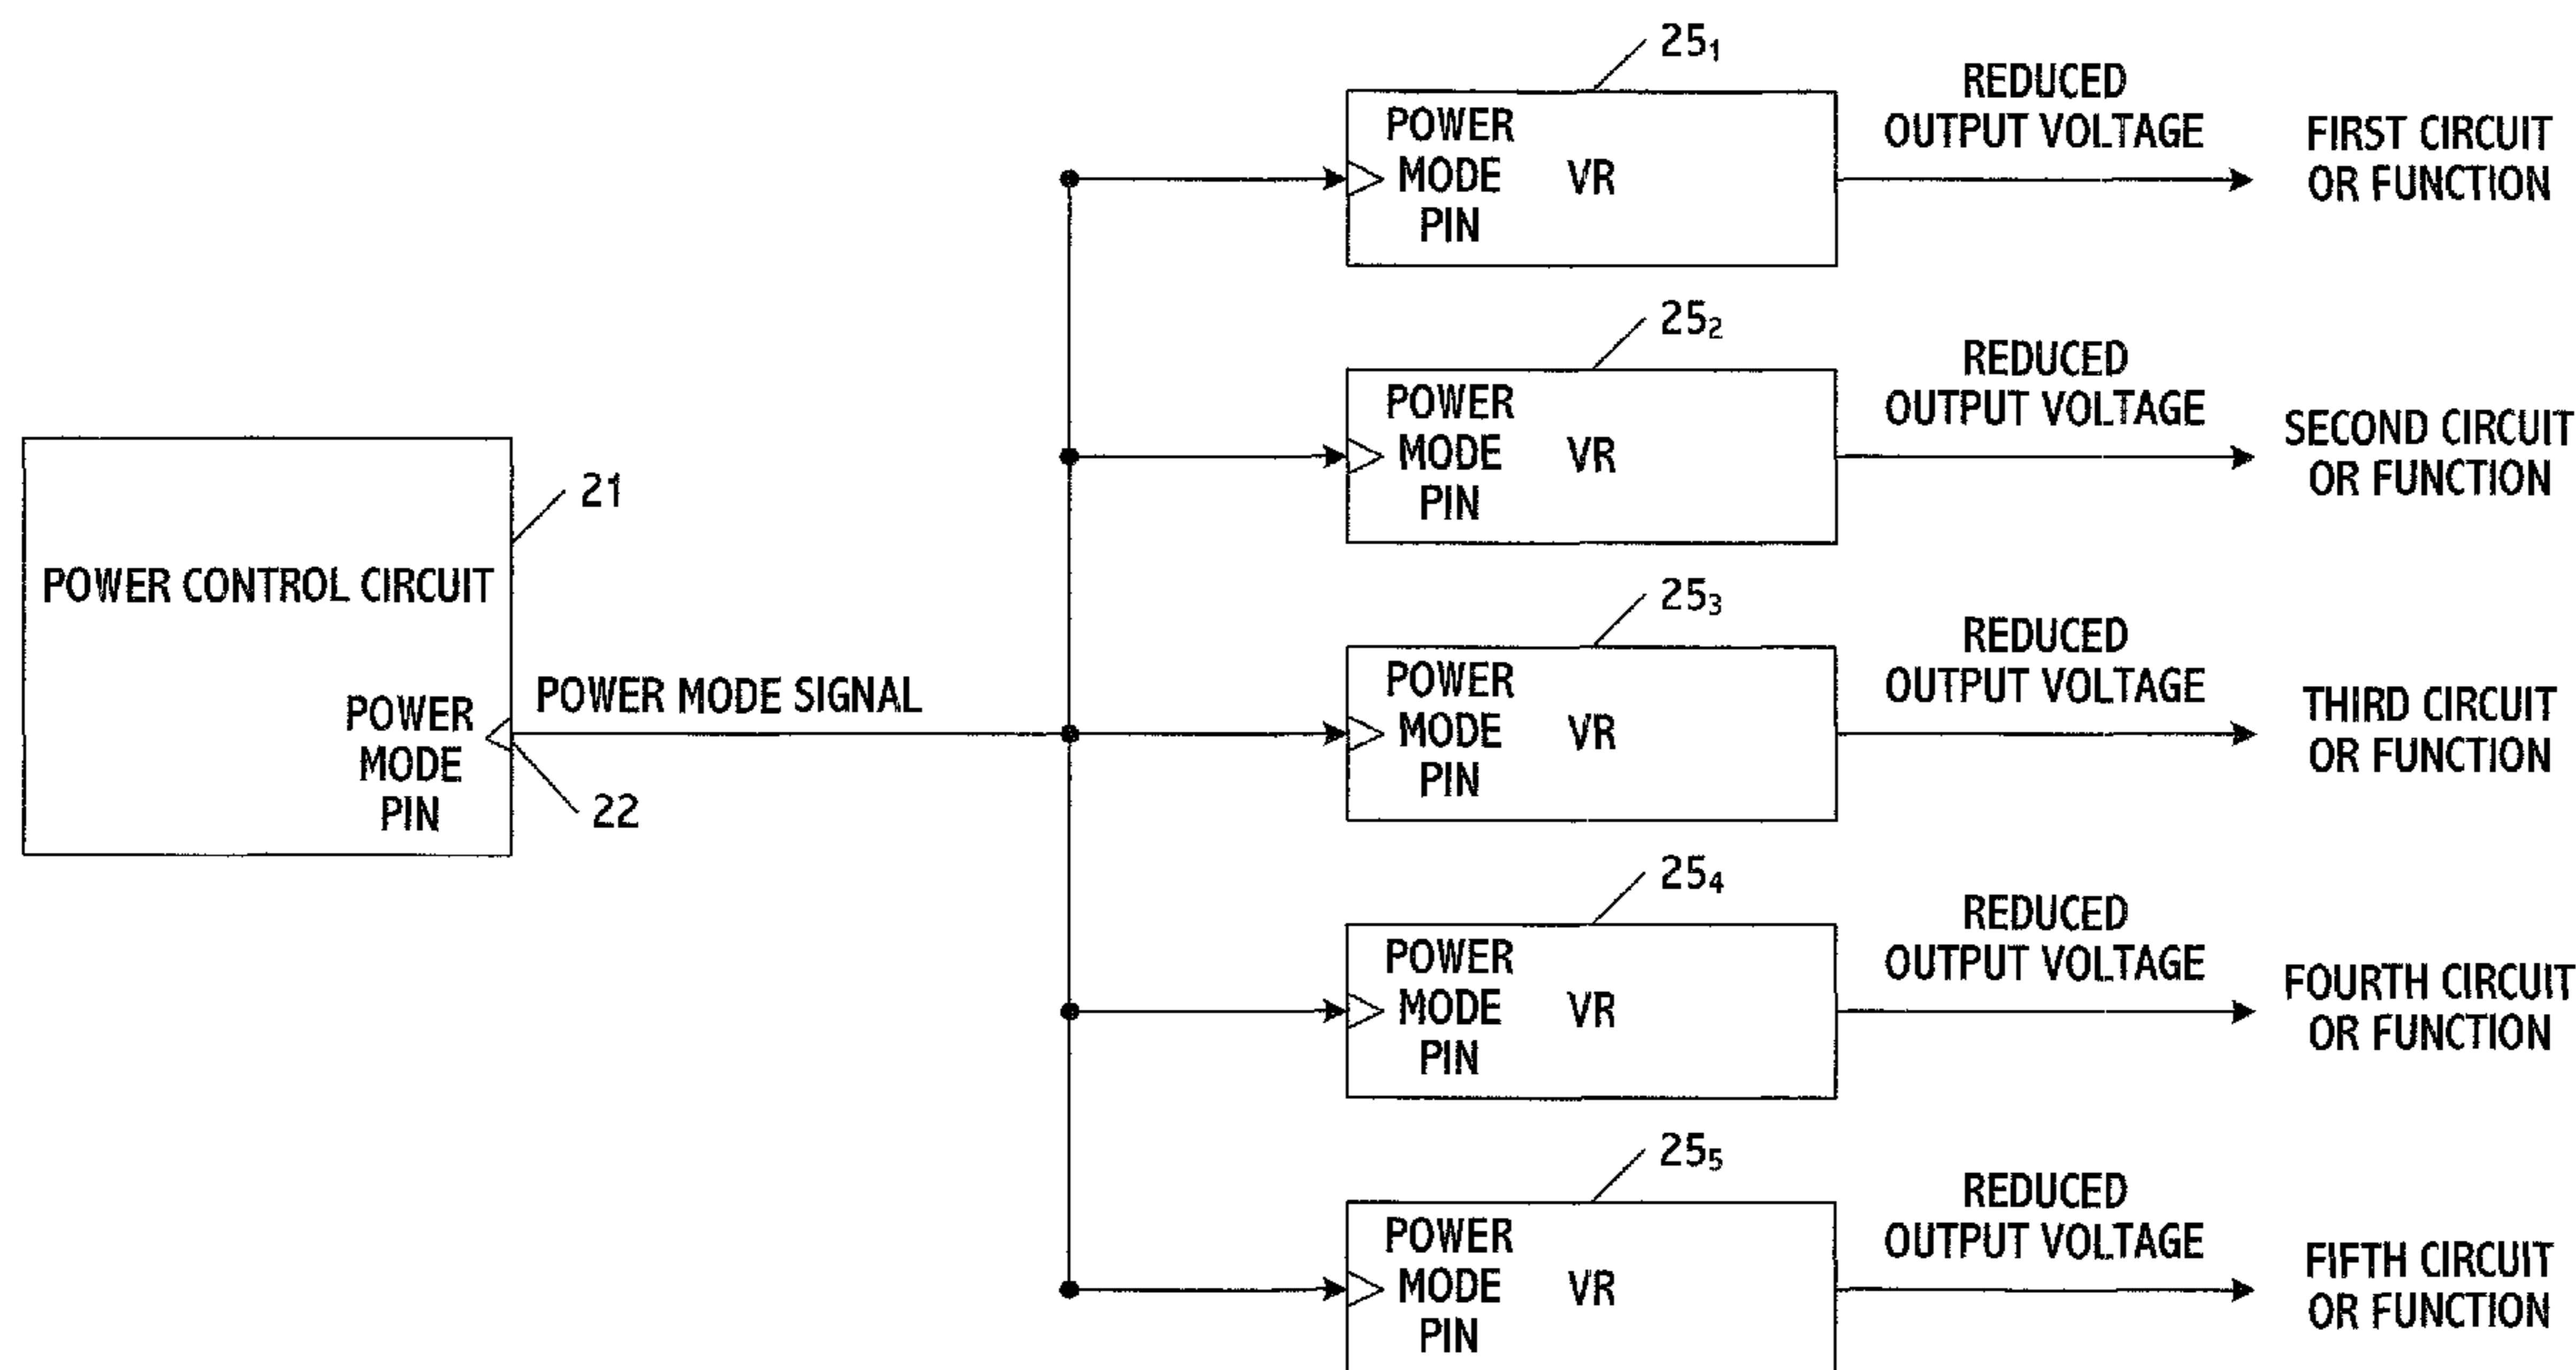 POWER CONTROL CIRCUIT
21
POWER
MODE
PIN
22
POWER MODE SIGNAL
25₁
POWER
MODE
PIN
VR
REDUCED
OUTPUT VOLTAGE
FIRST CIRCUIT
OR FUNCTION
25₂
POWER
MODE
PIN
VR
REDUCED
OUTPUT VOLTAGE
SECOND CIRCUIT
OR FUNCTION
25₃
POWER
MODE
PIN
VR
REDUCED
OUTPUT VOLTAGE
THIRD CIRCUIT
OR FUNCTION
25₄
POWER
MODE
PIN
VR
REDUCED
OUTPUT VOLTAGE
FOURTH CIRCUIT
OR FUNCTION
25₅
POWER
MODE
PIN
VR
REDUCED
OUTPUT VOLTAGE
FIFTH CIRCUIT
OR FUNCTION